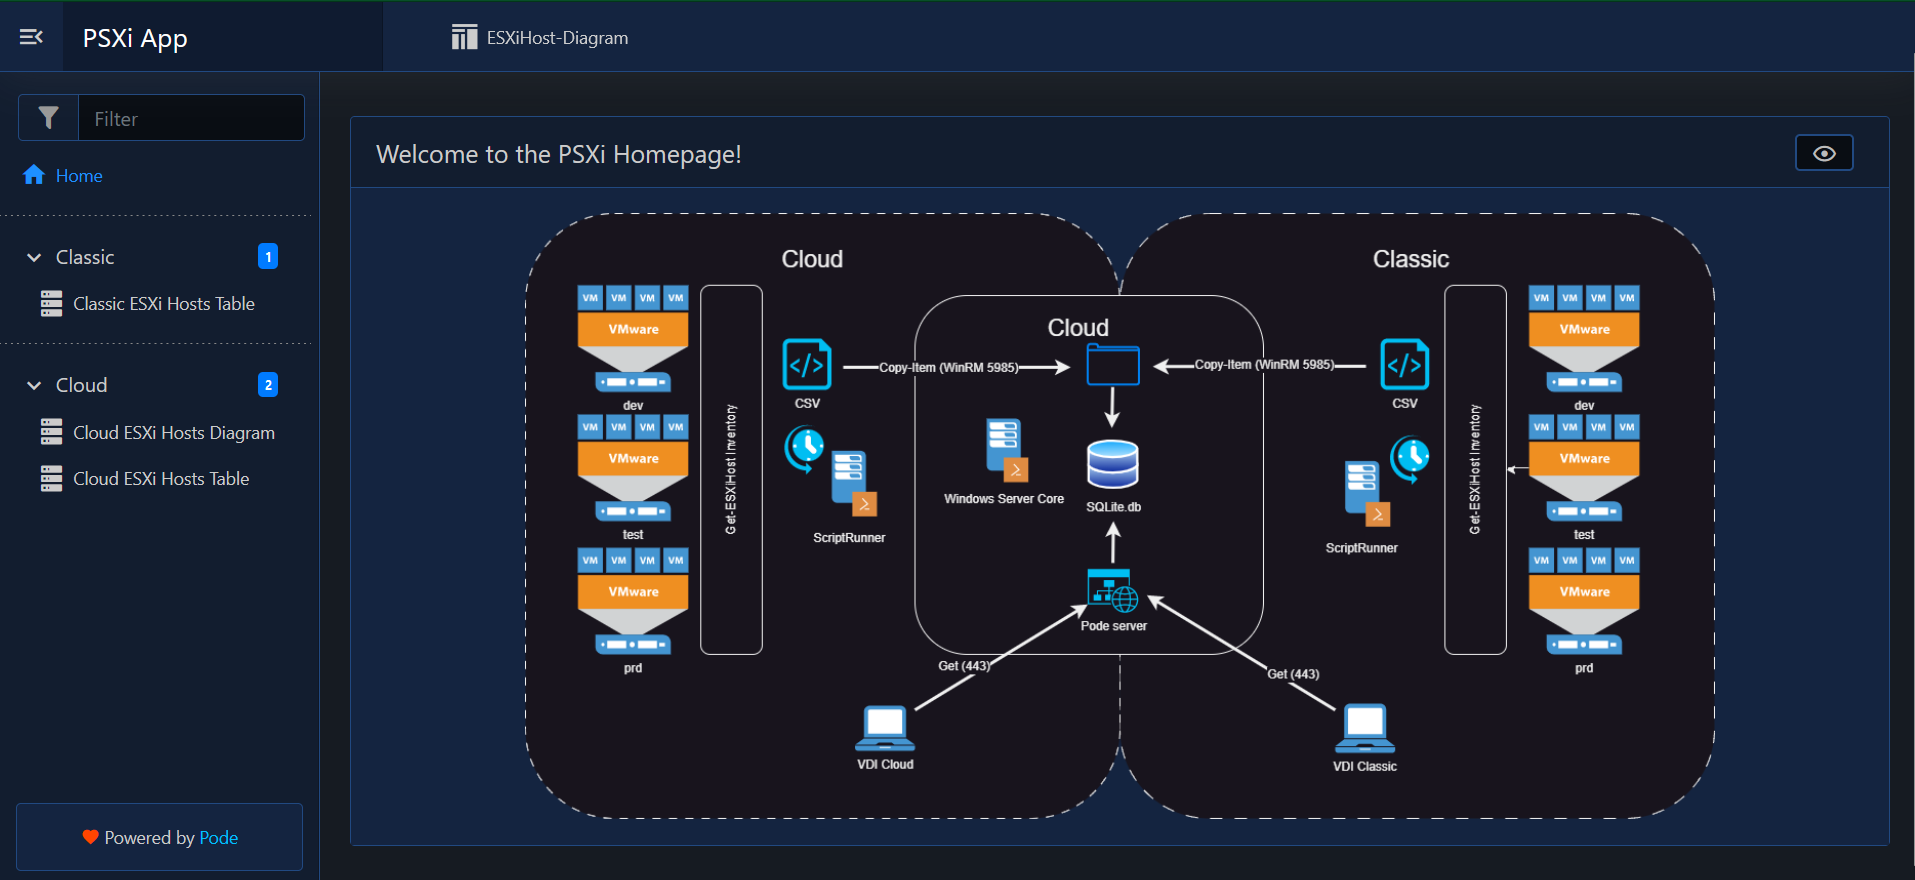 PSXi App
ESXiHost-Diagram
Filter
Home
Classic
1
Classic ESXi Hosts Table
Cloud
2
Cloud ESXi Hosts Diagram
Cloud ESXi Hosts Table
Powered by Pode
Welcome to the PSXi Homepage!
Cloud
VM VM VM VM
VMware
dev
VM VM VM VM
VMware
test
VM VM VM VM
VMware
prd
Get-ESXiHost Inventory
CSV
ScriptRunner
Copy-Item (WinRM 5985)
Cloud
Windows Server Core
SQLite.db
Pode server
Get (443)
VDI Cloud
Classic
Copy-Item (WinRM 5985)
CSV
ScriptRunner
Get-ESXiHost Inventory
VM VM VM VM
VMware
dev
VM VM VM VM
VMware
test
VM VM VM VM
VMware
prd
Get (443)
VDI Classic